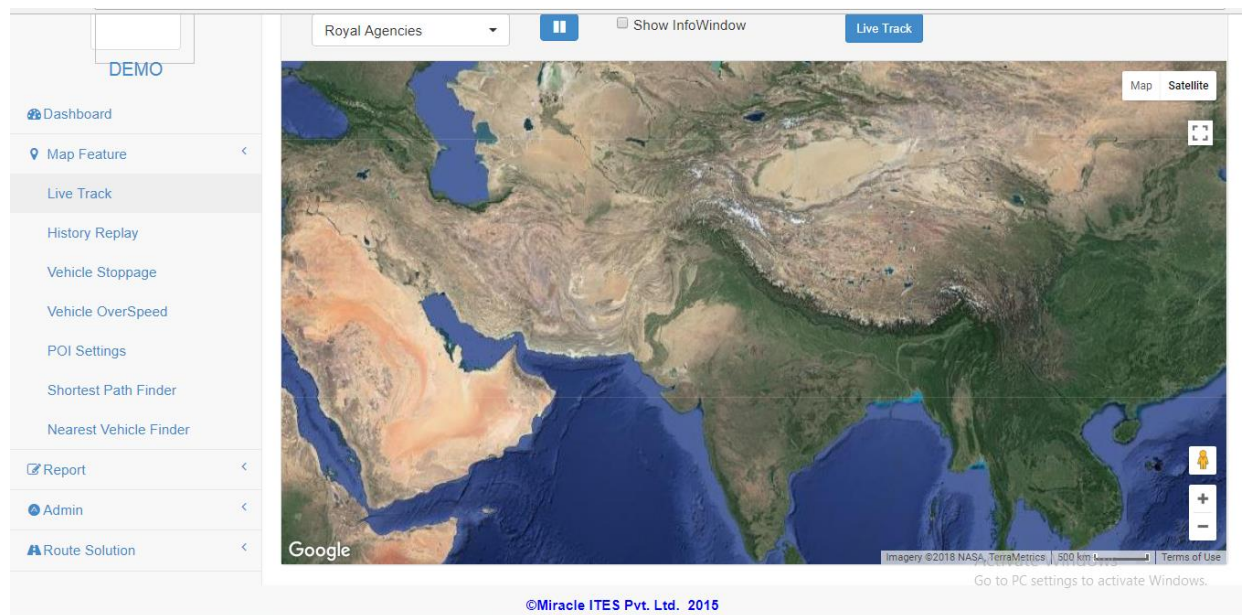 Royal Agencies
Show InfoWindow
Live Track
DEMO
Dashboard
Map Feature
Live Track
History Replay
Vehicle Stoppage
Vehicle OverSpeed
POI Settings
Shortest Path Finder
Nearest Vehicle Finder
Report
Admin
Route Solution
Map Satellite
Google
Imagery ©2018 NASA, TerraMetrics 500 km Terms of Use
Activate Windows
Go to PC settings to activate Windows.
©Miracle ITES Pvt. Ltd. 2015